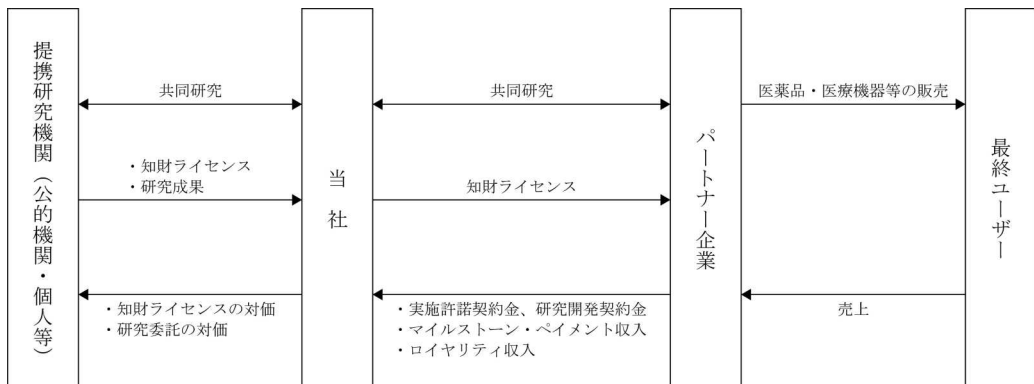 提携研究機関（公的機関・個人等）
共同研究
・知財ライセンス
・研究成果
・知財ライセンスの対価
・研究委託の対価
当社
共同研究
知財ライセンス
・実施許諾契約金、研究開発契約金
・マイルストーン・ペイメント収入
・ロイヤリティ収入
パートナー企業
医薬品・医療機器等の販売
売上
最終ユーザー